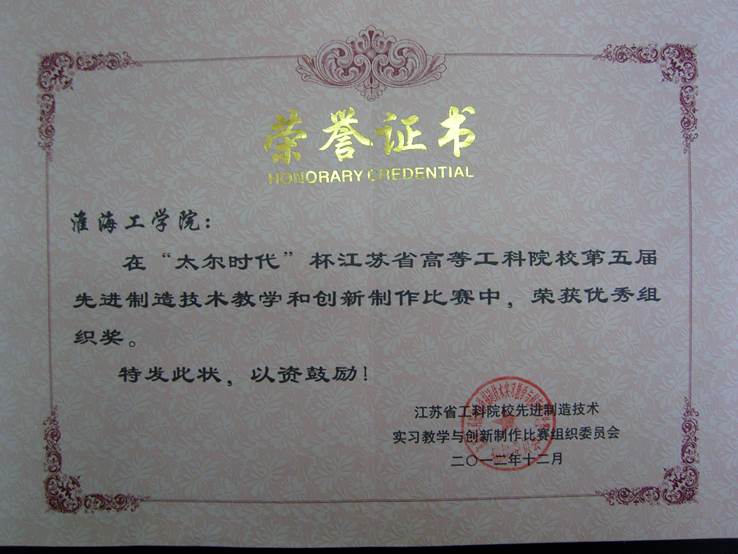 荣誉证书
HONORARY CREDENTIAL
淮海工学院：
在“太尔时代”杯江苏省高等工科院校第五届
先进制造技术教学和创新制作比赛中，荣获优秀组
织奖。
特发此状，以资鼓励！
江苏省工科院校先进制造技术
实习教学与创新制作比赛组织委员会
二〇一二年十二月